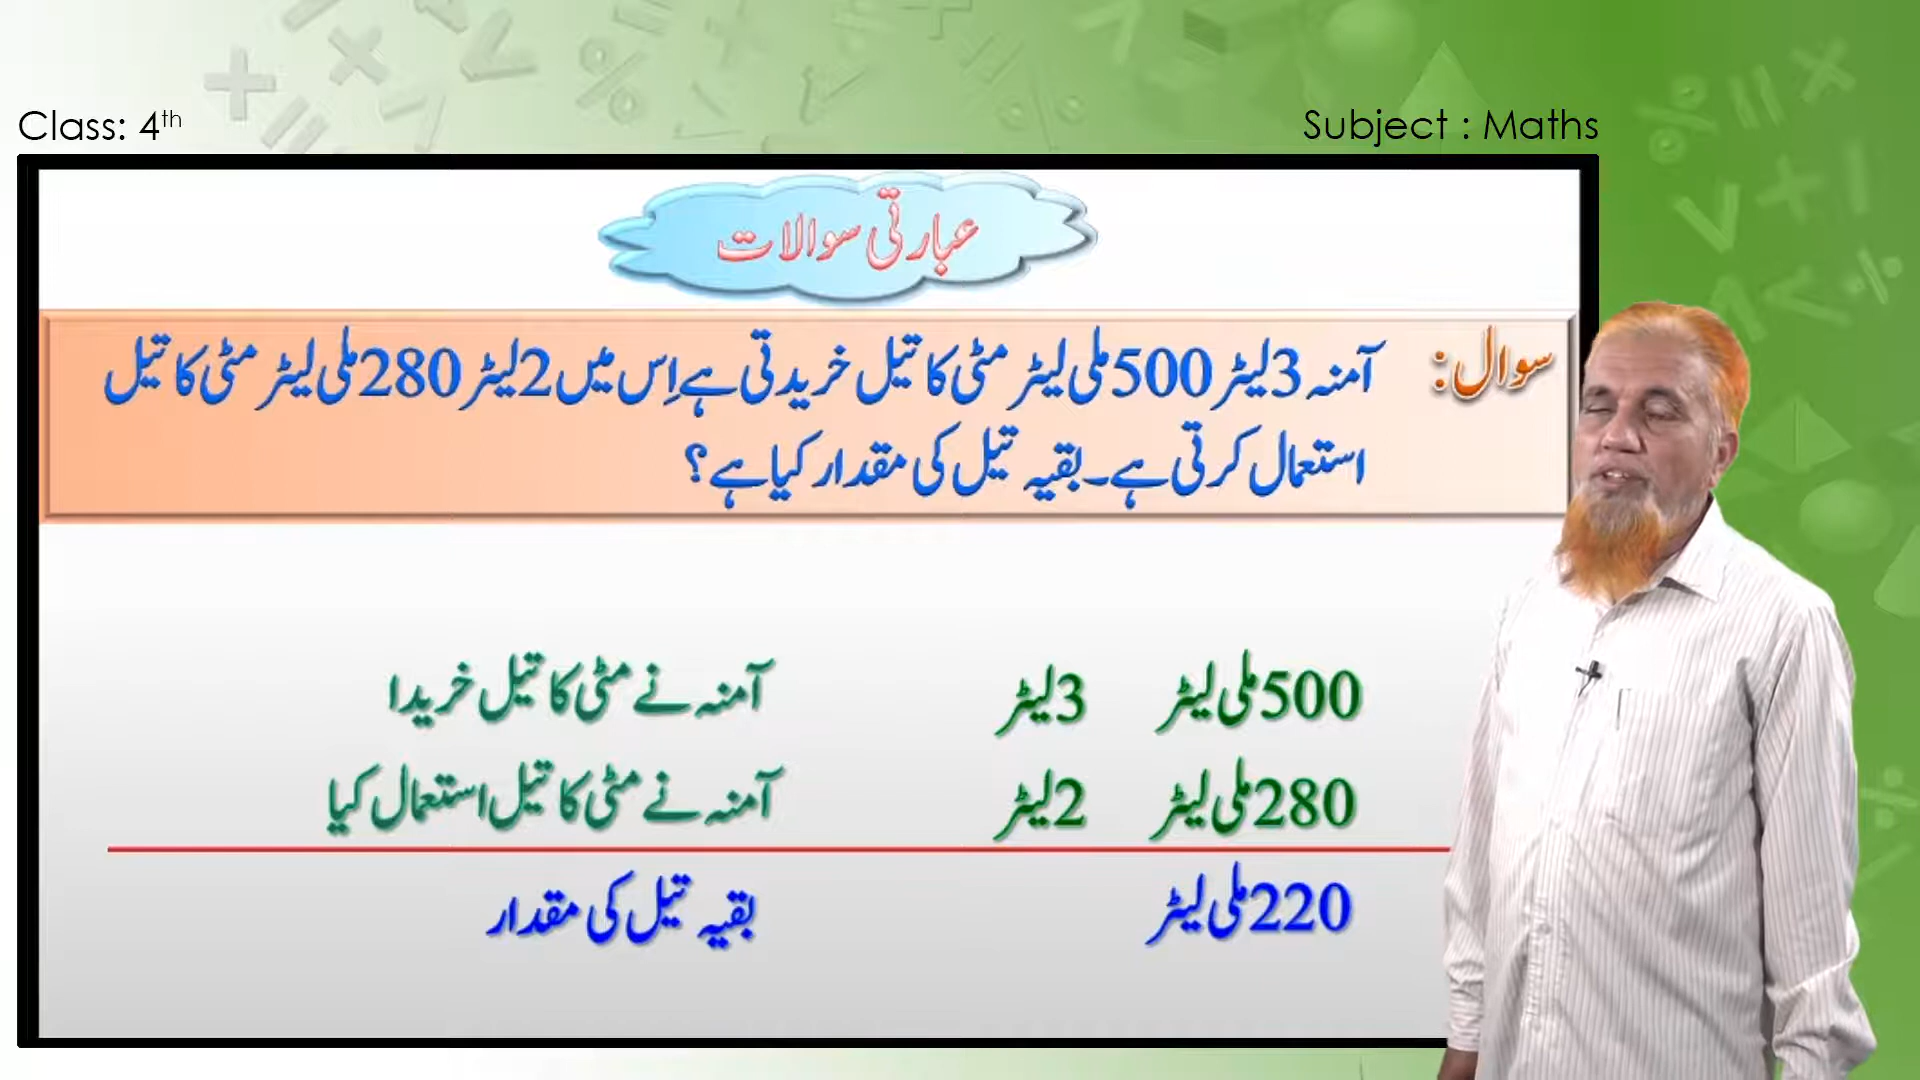 Class: 4th
Subject : Maths
عبارتی سوالات
سوال: آمنہ 3 لیٹر 500 ملی لیٹر مٹی کا تیل خریدتی ہے اِس میں 2 لیٹر 280 ملی لیٹر مٹی کا تیل
استعمال کرتی ہے۔ بقیہ تیل کی مقدار کیا ہے؟
500 ملی لیٹر 3 لیٹر آمنہ نے مٹی کا تیل خریدا
280 ملی لیٹر 2 لیٹر آمنہ نے مٹی کا تیل استعمال کیا
220 ملی لیٹر بقیہ تیل کی مقدار